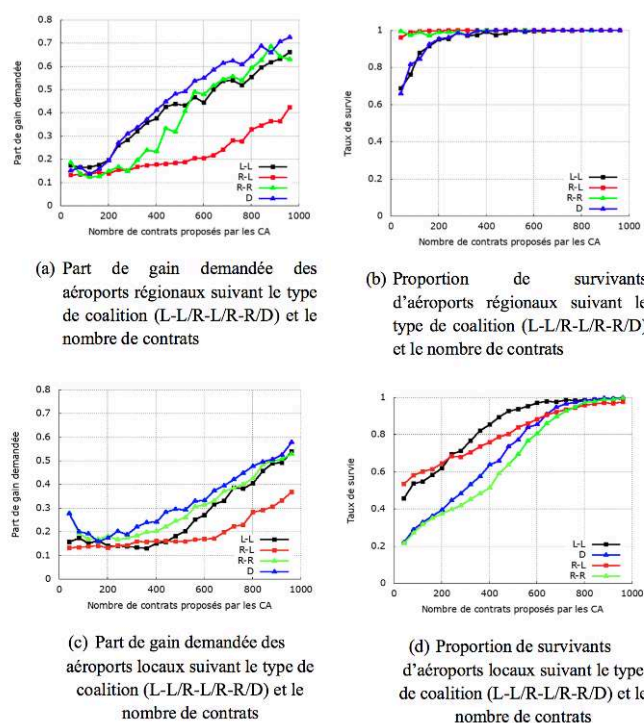 0.8
0.7
0.6
0.5
0.4
0.3
0.2
0.1
0
Part de gain demandée
0 200 400 600 800 1000
Nombre de contrats proposés par les CA
L-L
R-L
R-R
D
(a) Part de gain demandée des
aéroports régionaux suivant le type
de coalition (L-L/R-L/R-R/D) et le
nombre de contrats
1
0.8
0.6
0.4
0.2
0
Taux de survie
0 200 400 600 800 1000
Nombre de contrats proposés par les CA
L-L
R-L
R-R
D
(b) Proportion de survivants
d’aéroports régionaux suivant le
type de coalition (L-L/R-L/R-R/D)
et le nombre de contrats
0.8
0.7
0.6
0.5
0.4
0.3
0.2
0.1
0
Part de gain demandée
0 200 400 600 800 1000
Nombre de contrats proposés par les CA
L-L
R-L
R-R
D
(c) Part de gain demandée des
aéroports locaux suivant le type de
coalition (L-L/R-L/R-R/D) et le
nombre de contrats
1
0.8
0.6
0.4
0.2
0
Taux de survie
0 200 400 600 800 1000
Nombre de contrats proposés par les CA
L-L
D
R-L
R-R
(d) Proportion de survivants
d’aéroports locaux suivant le type
de coalition (L-L/R-L/R-R/D) et le
nombre de contrats